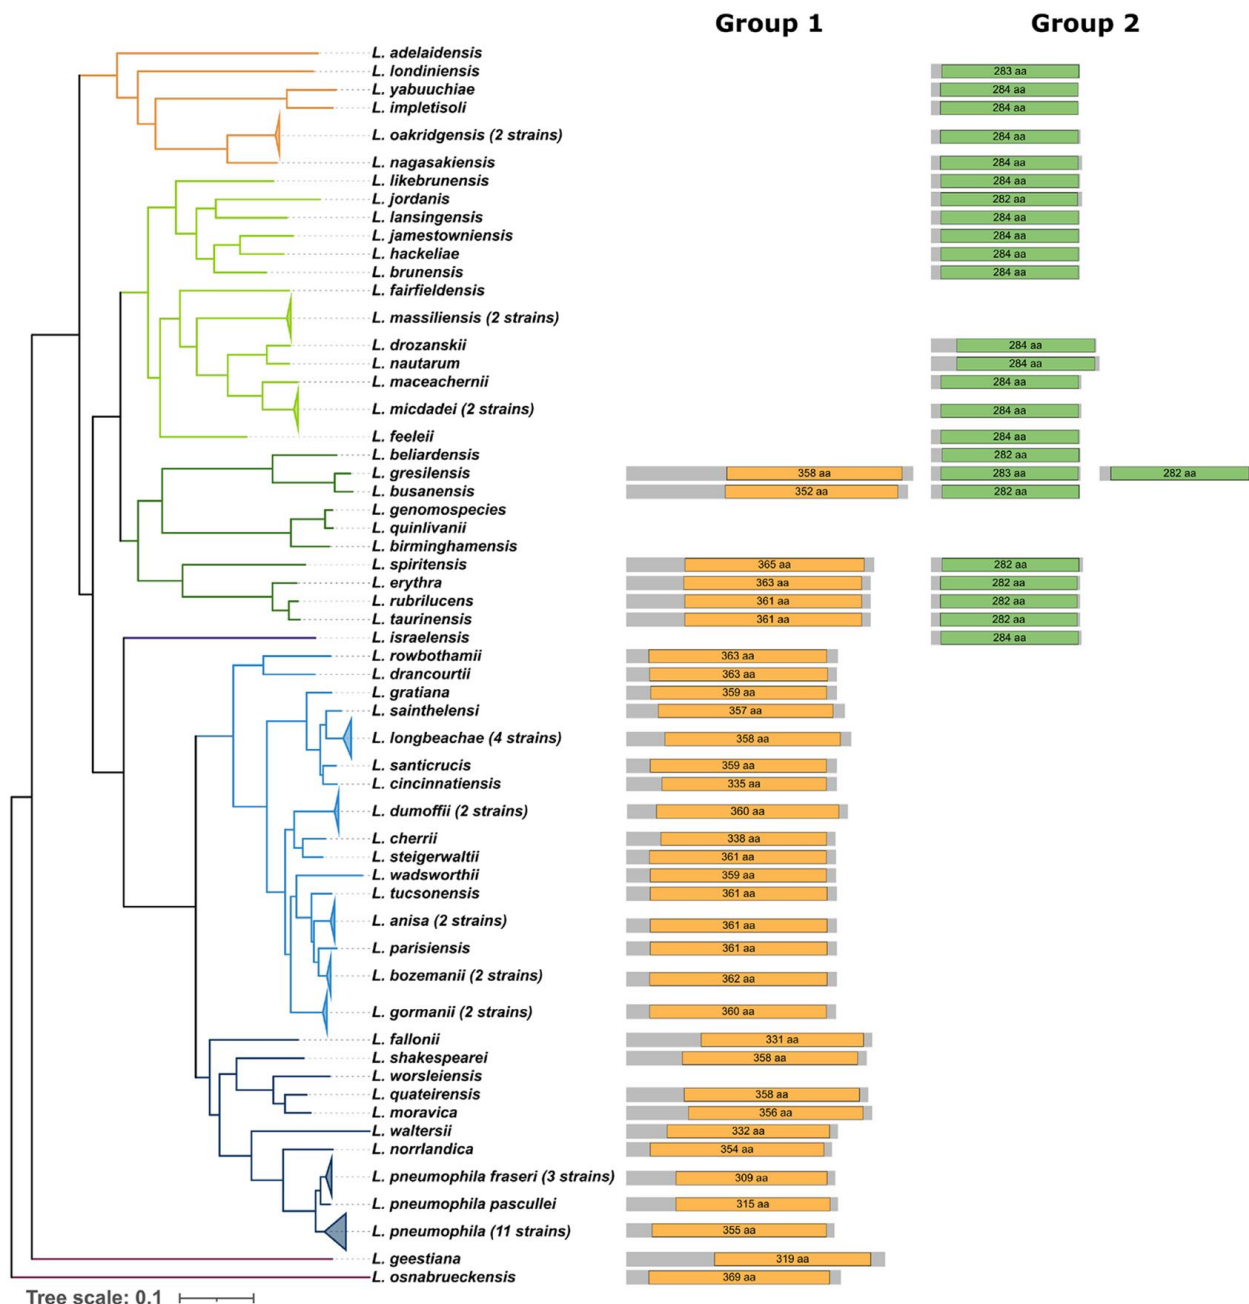 Group 1 Group 2
L. adelaidensis
L. londiniensis 283 aa
L. yabuuchiae 284 aa
L. impletisoli 284 aa
L. oakridgensis (2 strains) 284 aa
L. nagasakiensis 284 aa
L. likebrunensis 284 aa
L. jordanis 282 aa
L. lansingensis 284 aa
L. jamestowniensis 284 aa
L. hackeliae 284 aa
L. brunensis 284 aa
L. fairfieldensis
L. massiliensis (2 strains)
L. drozanskii 284 aa
L. nautarum 284 aa
L. maceachernii 284 aa
L. micdadei (2 strains) 284 aa
L. feeleii 284 aa
L. beliardensis 282 aa
L. gresilensis 358 aa 283 aa 282 aa
L. busanensis 352 aa 282 aa
L. genomospecies
L. quinlivanii
L. birminghamensis
L. spiritensis 365 aa 282 aa
L. erythra 363 aa 282 aa
L. rubrilucens 361 aa 282 aa
L. taurinensis 361 aa 282 aa
L. israelensis 284 aa
L. rowbothamii 363 aa
L. drancourtii 363 aa
L. gratiana 359 aa
L. sainthelensi 357 aa
L. longbeachae (4 strains) 358 aa
L. santicrucis 359 aa
L. cincinnatiensis 335 aa
L. dumoffii (2 strains) 360 aa
L. cherrii 338 aa
L. steigerwaltii 361 aa
L. wadsworthii 359 aa
L. tucsonensis 361 aa
L. anisa (2 strains) 361 aa
L. parisiensis 361 aa
L. bozemanii (2 strains) 362 aa
L. gormanii (2 strains) 360 aa
L. fallonii 331 aa
L. shakespearei 358 aa
L. worsleiensis
L. quateirensis 358 aa
L. moravica 356 aa
L. waltersii 332 aa
L. norrlandica 354 aa
L. pneumophila fraseri (3 strains) 309 aa
L. pneumophila pascullei 315 aa
L. pneumophila (11 strains) 355 aa
L. geestiana 319 aa
L. osnabrueckensis 369 aa
Tree scale: 0.1